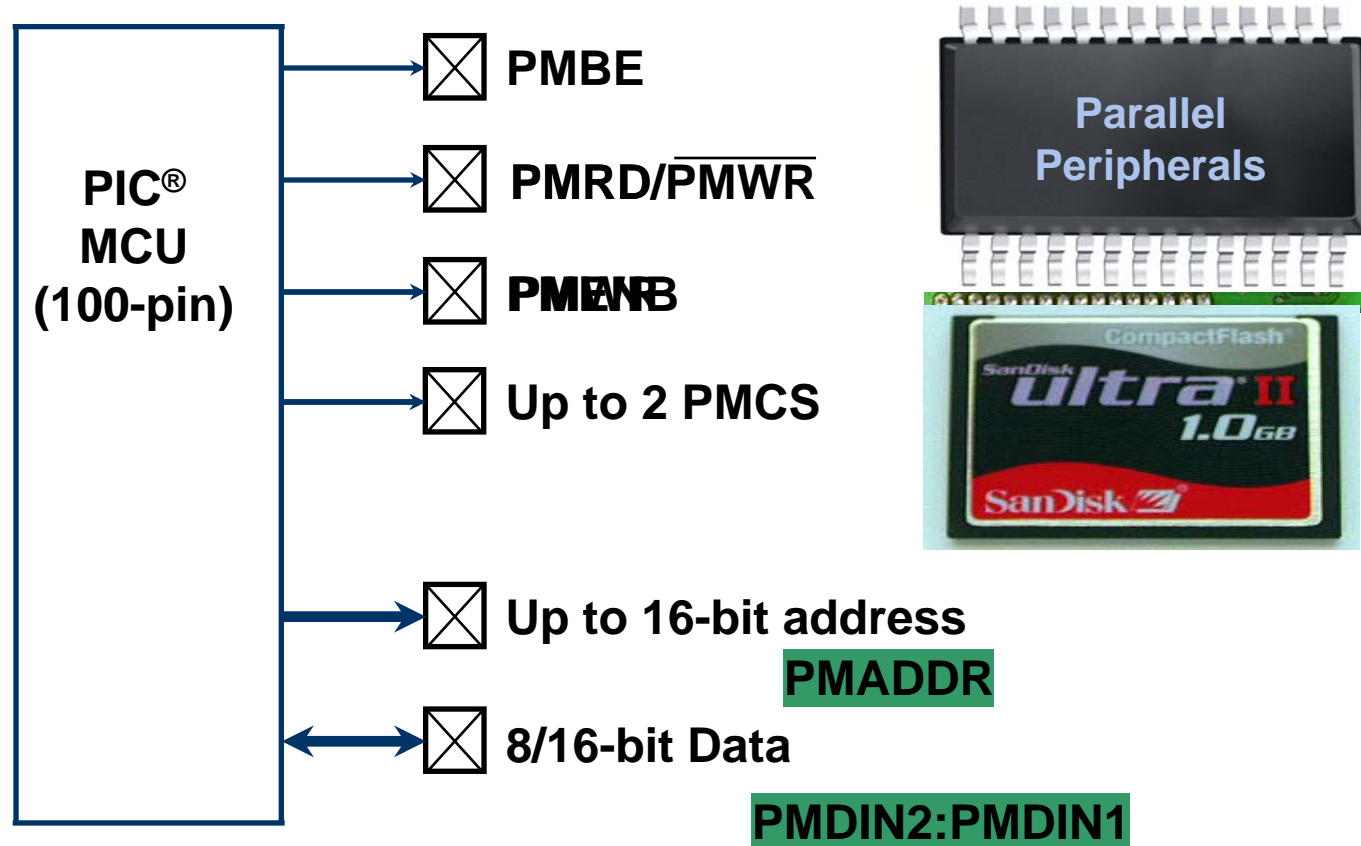 PIC®
MCU
(100-pin)
PMBE
PMRD/PMWR
Up to 2 PMCS
Up to 16-bit address
PMADDR
8/16-bit Data
PMDIN2:PMDIN1
Parallel
Peripherals
CompactFlash
SanDisk
ultra II
1.0GB
SanDisk